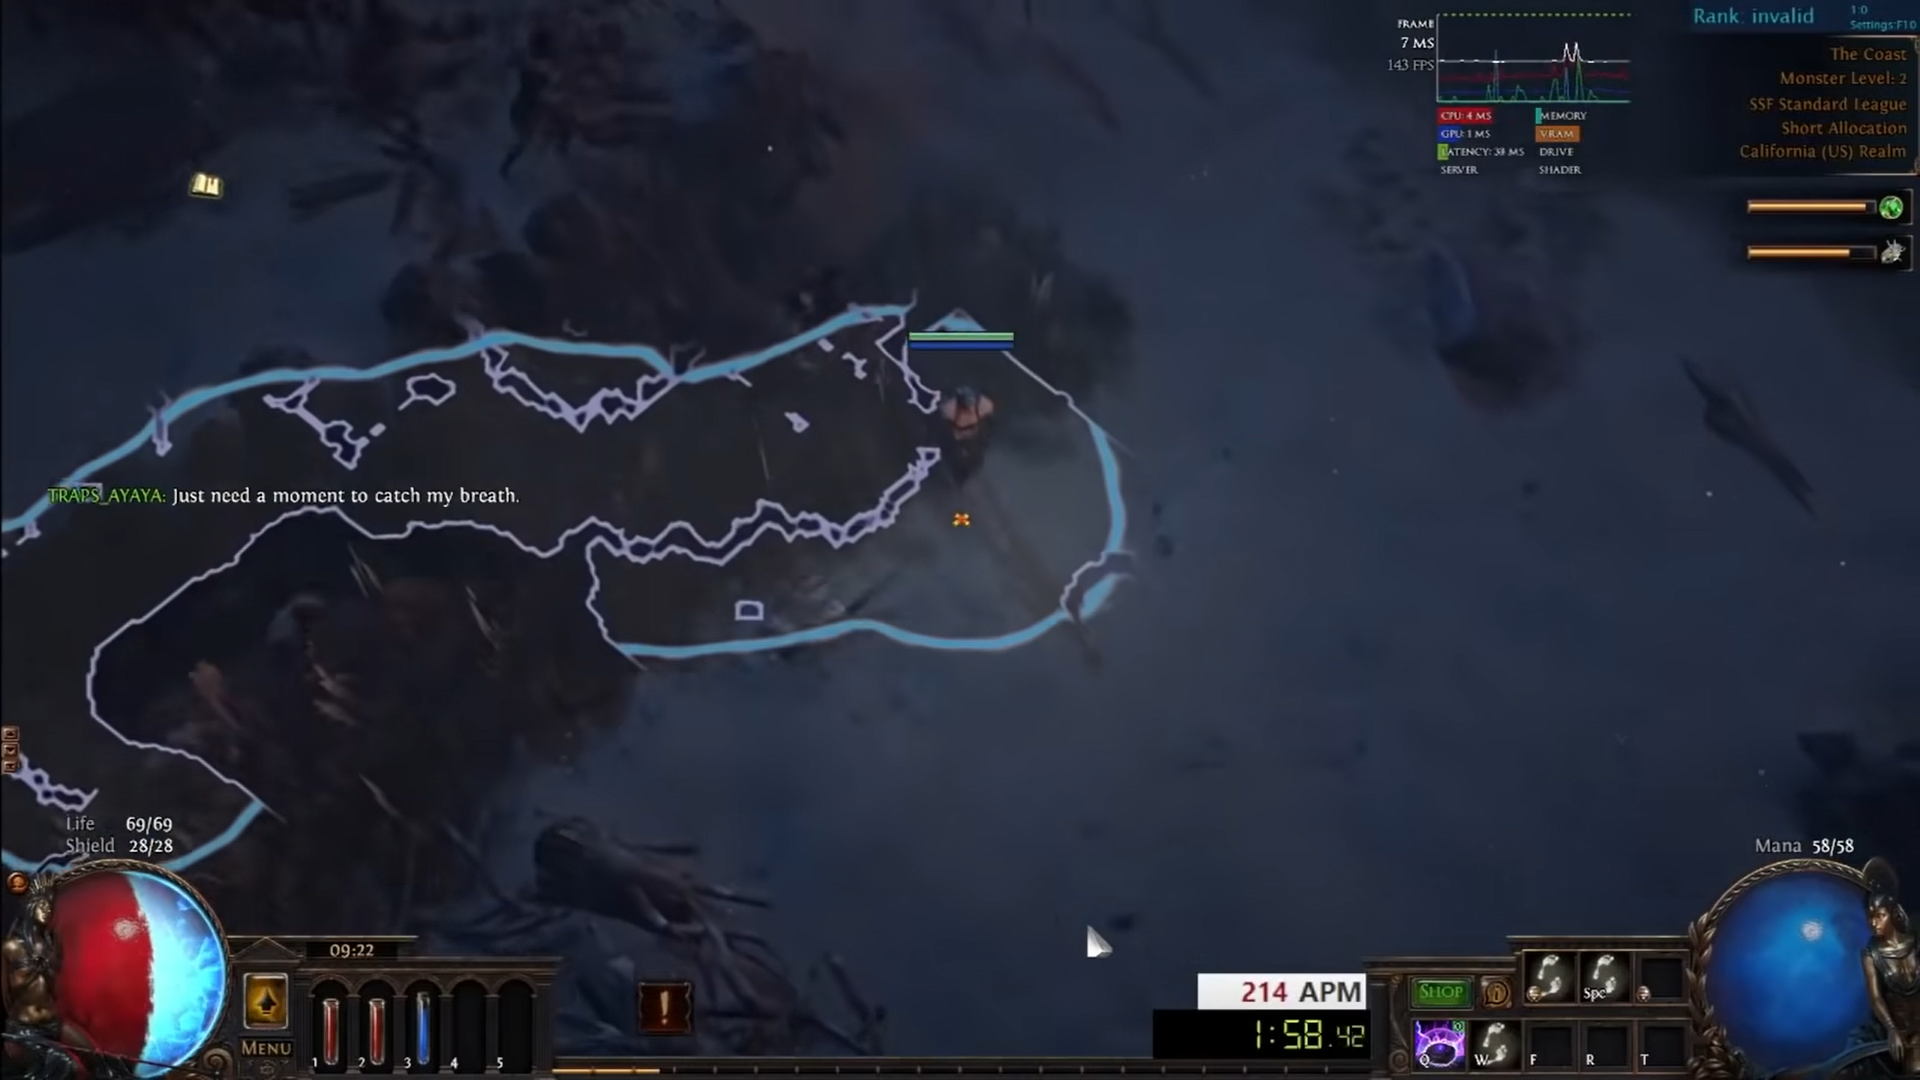 FRAME
7 MS
143 FPS
CPU: 4 MS
MEMORY
GPU: 1 MS
VRAM
LATENCY: 38 MS
DRIVE
SERVER
SHADER
Rank: invalid
1:0
Settings:F10
The Coast
Monster Level: 2
SSF Standard League
Short Allocation
California (US) Realm
TRAPS_AYAYA: Just need a moment to catch my breath.
Life 69/69
Shield 28/28
Mana 58/58
09:22
MENU
1 2 3 4 5
214 APM
1:58.42
SHOP
Spc
Q W F R T